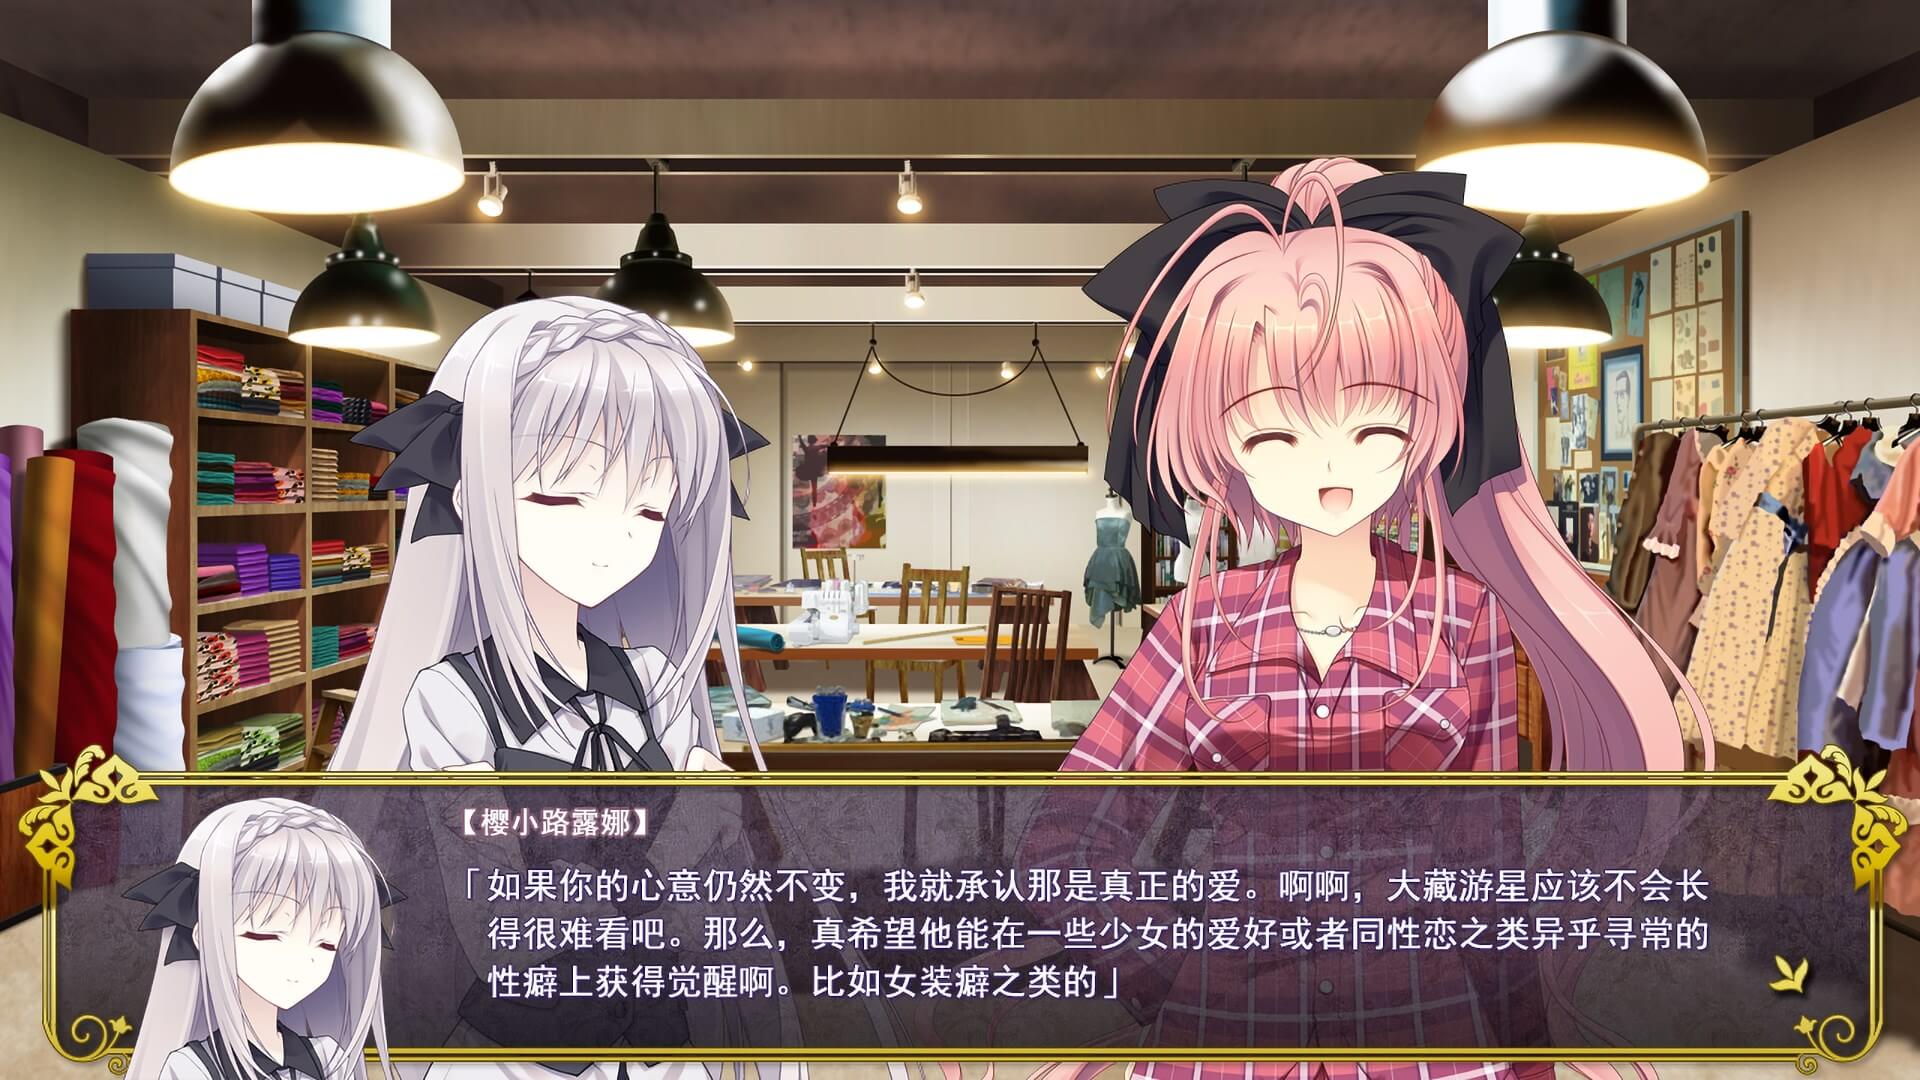 【樱小路露娜】
「如果你的心意仍然不变，我就承认那是真正的爱。啊啊，大藏游星应该不会长
得很难看吧。那么，真希望他能在一些少女的爱好或者同性恋之类异乎寻常的
性癖上获得觉醒啊。比如女装癖之类的」